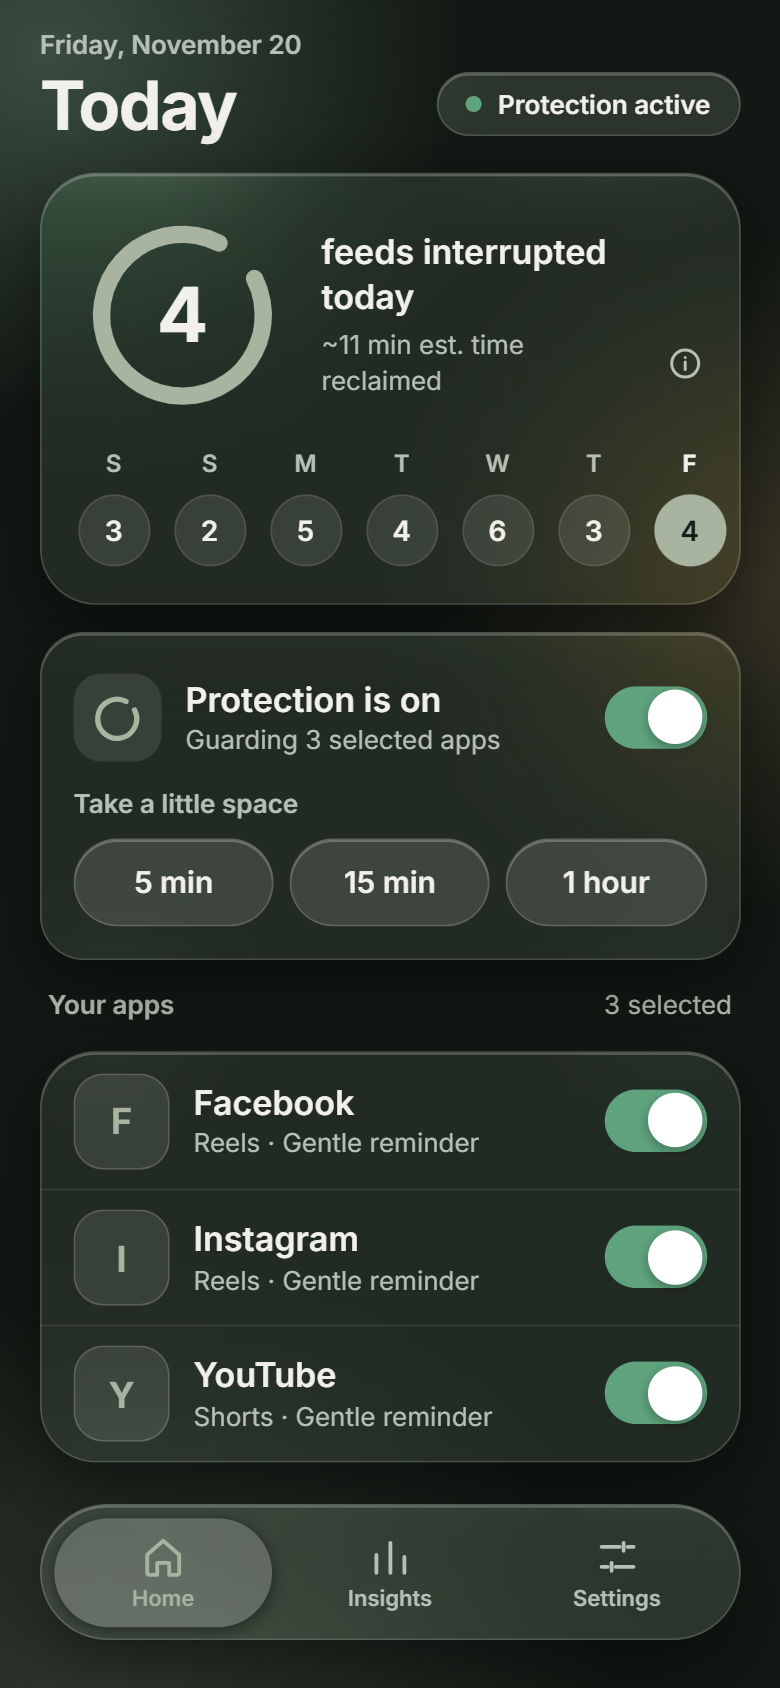 Friday, November 20
Today
Protection active
4
feeds interrupted
today
~11 min est. time
reclaimed
S S M T W T F
3 2 5 4 6 3 4
Protection is on
Guarding 3 selected apps
Take a little space
5 min 15 min 1 hour
Your apps 3 selected
F
Facebook
Reels · Gentle reminder
I
Instagram
Reels · Gentle reminder
Y
YouTube
Shorts · Gentle reminder
Home Insights Settings